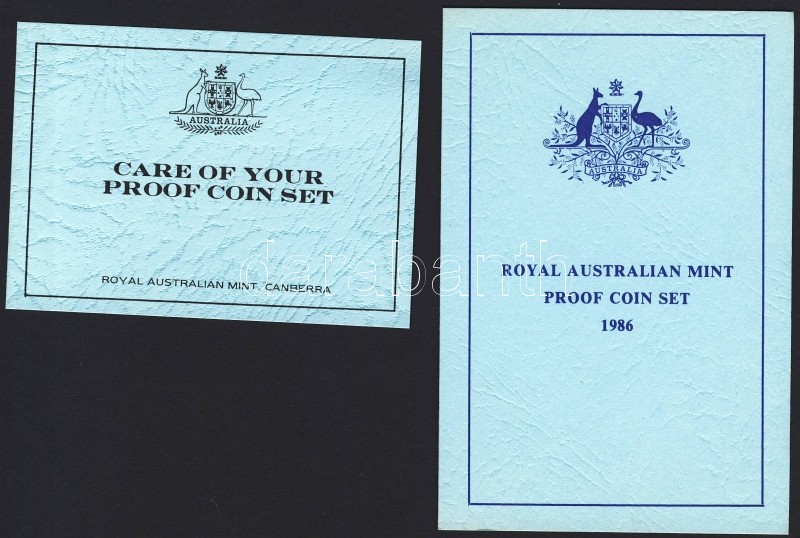 AUSTRALIA
CARE OF YOUR
PROOF COIN SET
ROYAL AUSTRALIAN MINT, CANBERRA
AUSTRALIA
ROYAL AUSTRALIAN MINT
PROOF COIN SET
1986
darabanth